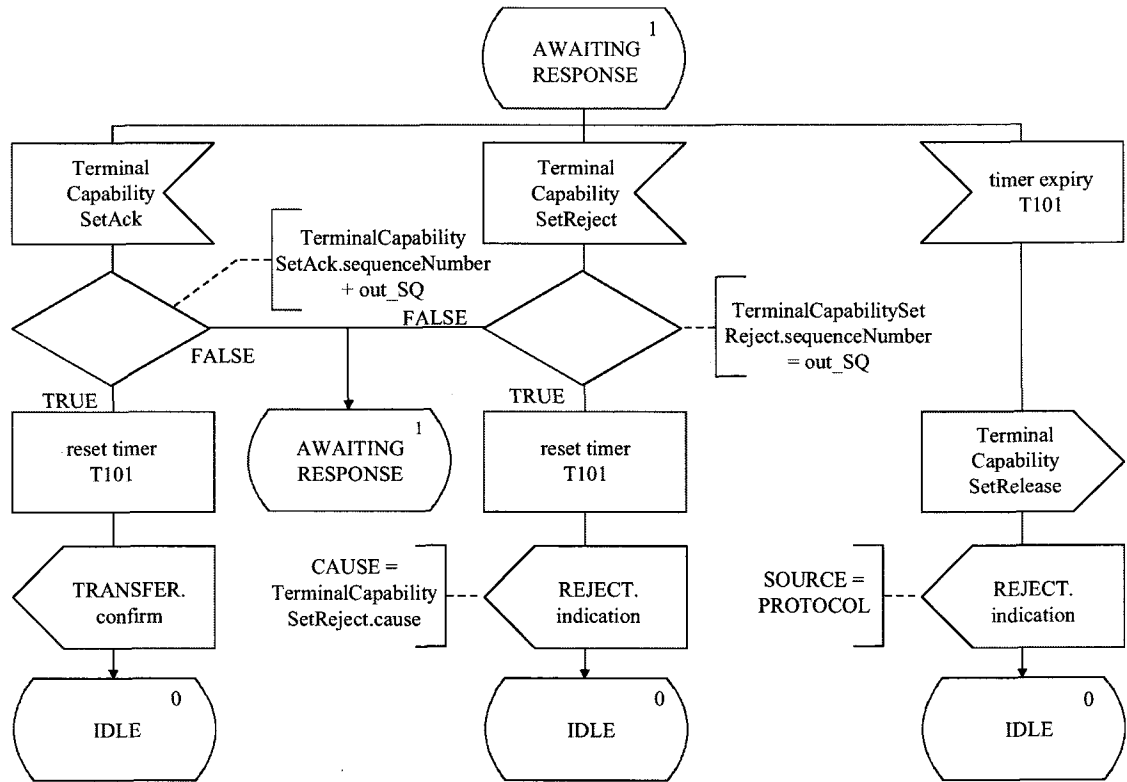 1
AWAITING
RESPONSE
Terminal
Capability
SetAck
Terminal
Capability
SetReject
timer expiry
T101
TerminalCapability
SetAck.sequenceNumber
+ out_SQ
TerminalCapabilitySet
Reject.sequenceNumber
= out_SQ
FALSE
FALSE
TRUE
TRUE
reset timer
T101
1
AWAITING
RESPONSE
reset timer
T101
Terminal
Capability
SetRelease
TRANSFER.
confirm
CAUSE =
TerminalCapability
SetReject.cause
REJECT.
indication
SOURCE =
PROTOCOL
REJECT.
indication
0
IDLE
0
IDLE
0
IDLE